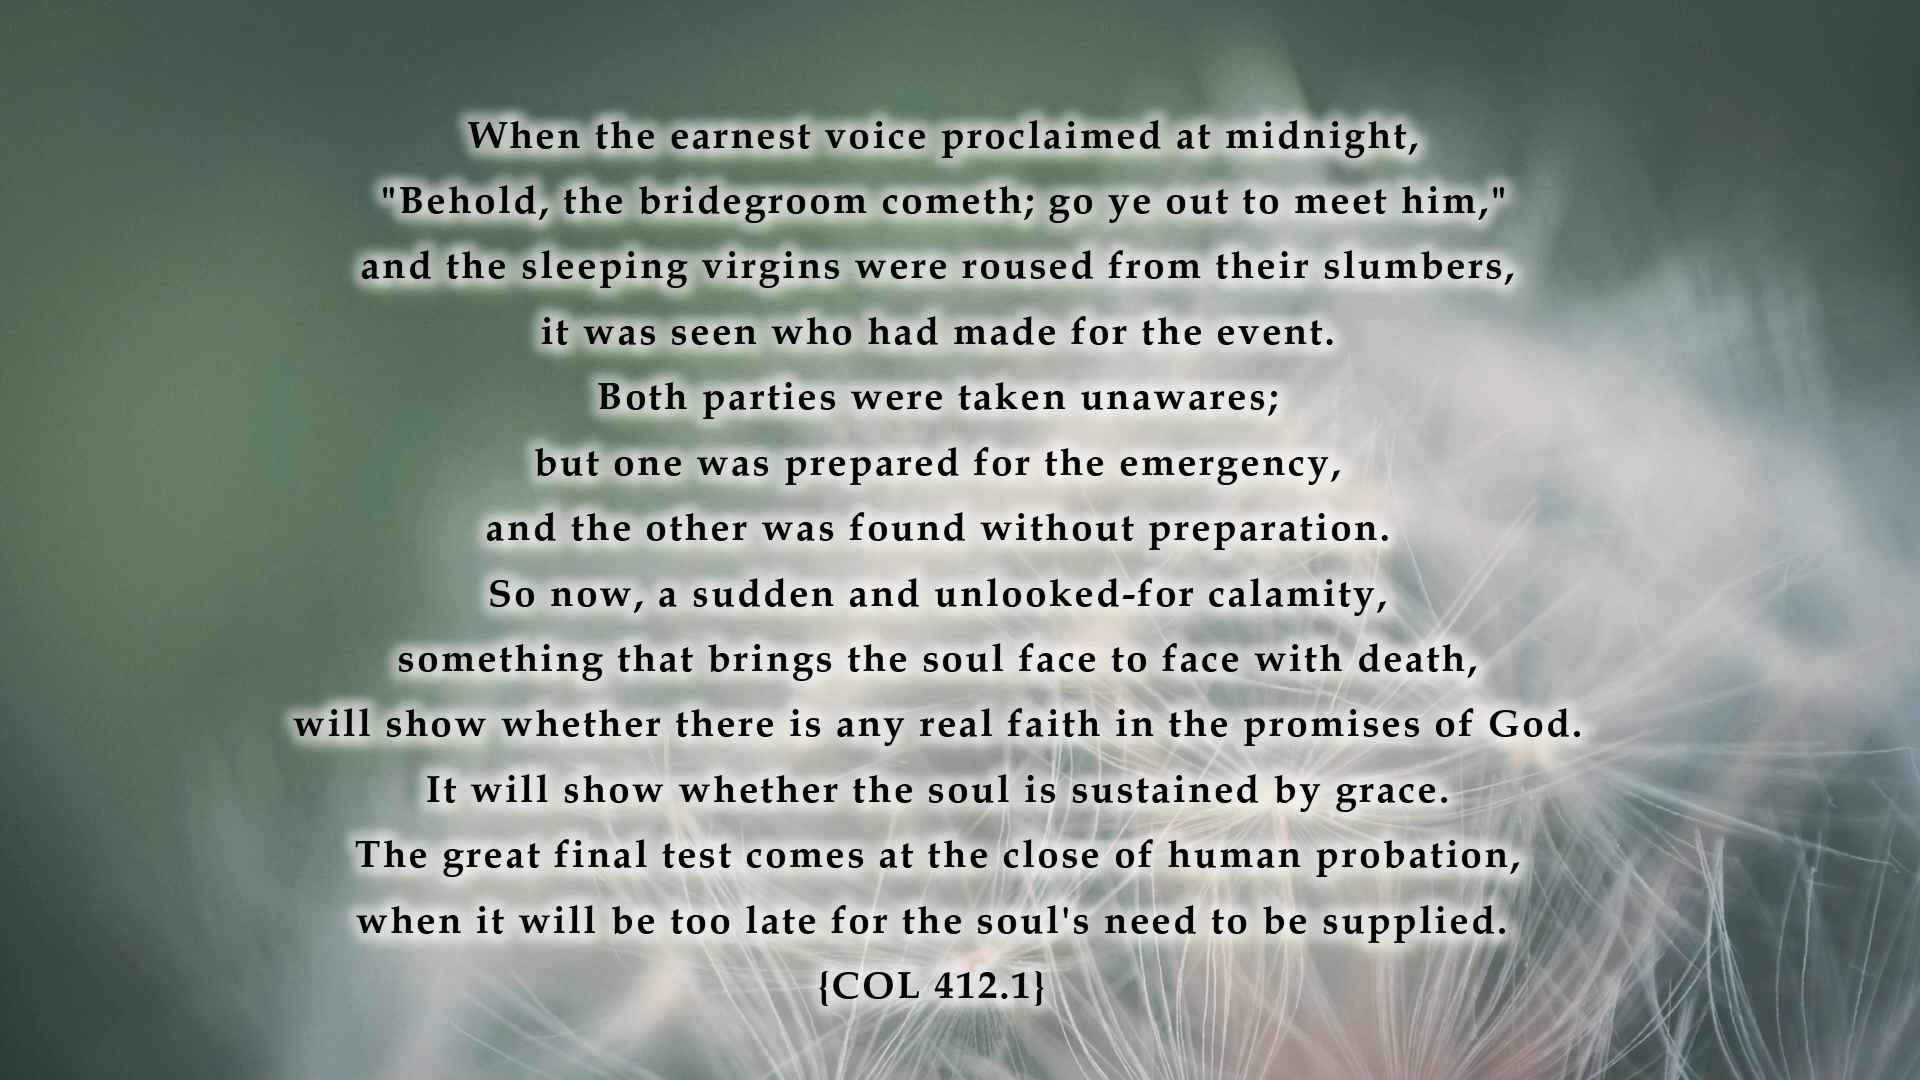 When the earnest voice proclaimed at midnight,
"Behold, the bridegroom cometh; go ye out to meet him,"
and the sleeping virgins were roused from their slumbers,
it was seen who had made for the event.
Both parties were taken unawares;
but one was prepared for the emergency,
and the other was found without preparation.
So now, a sudden and unlooked-for calamity,
something that brings the soul face to face with death,
will show whether there is any real faith in the promises of God.
It will show whether the soul is sustained by grace.
The great final test comes at the close of human probation,
when it will be too late for the soul's need to be supplied.
{COL 412.1}